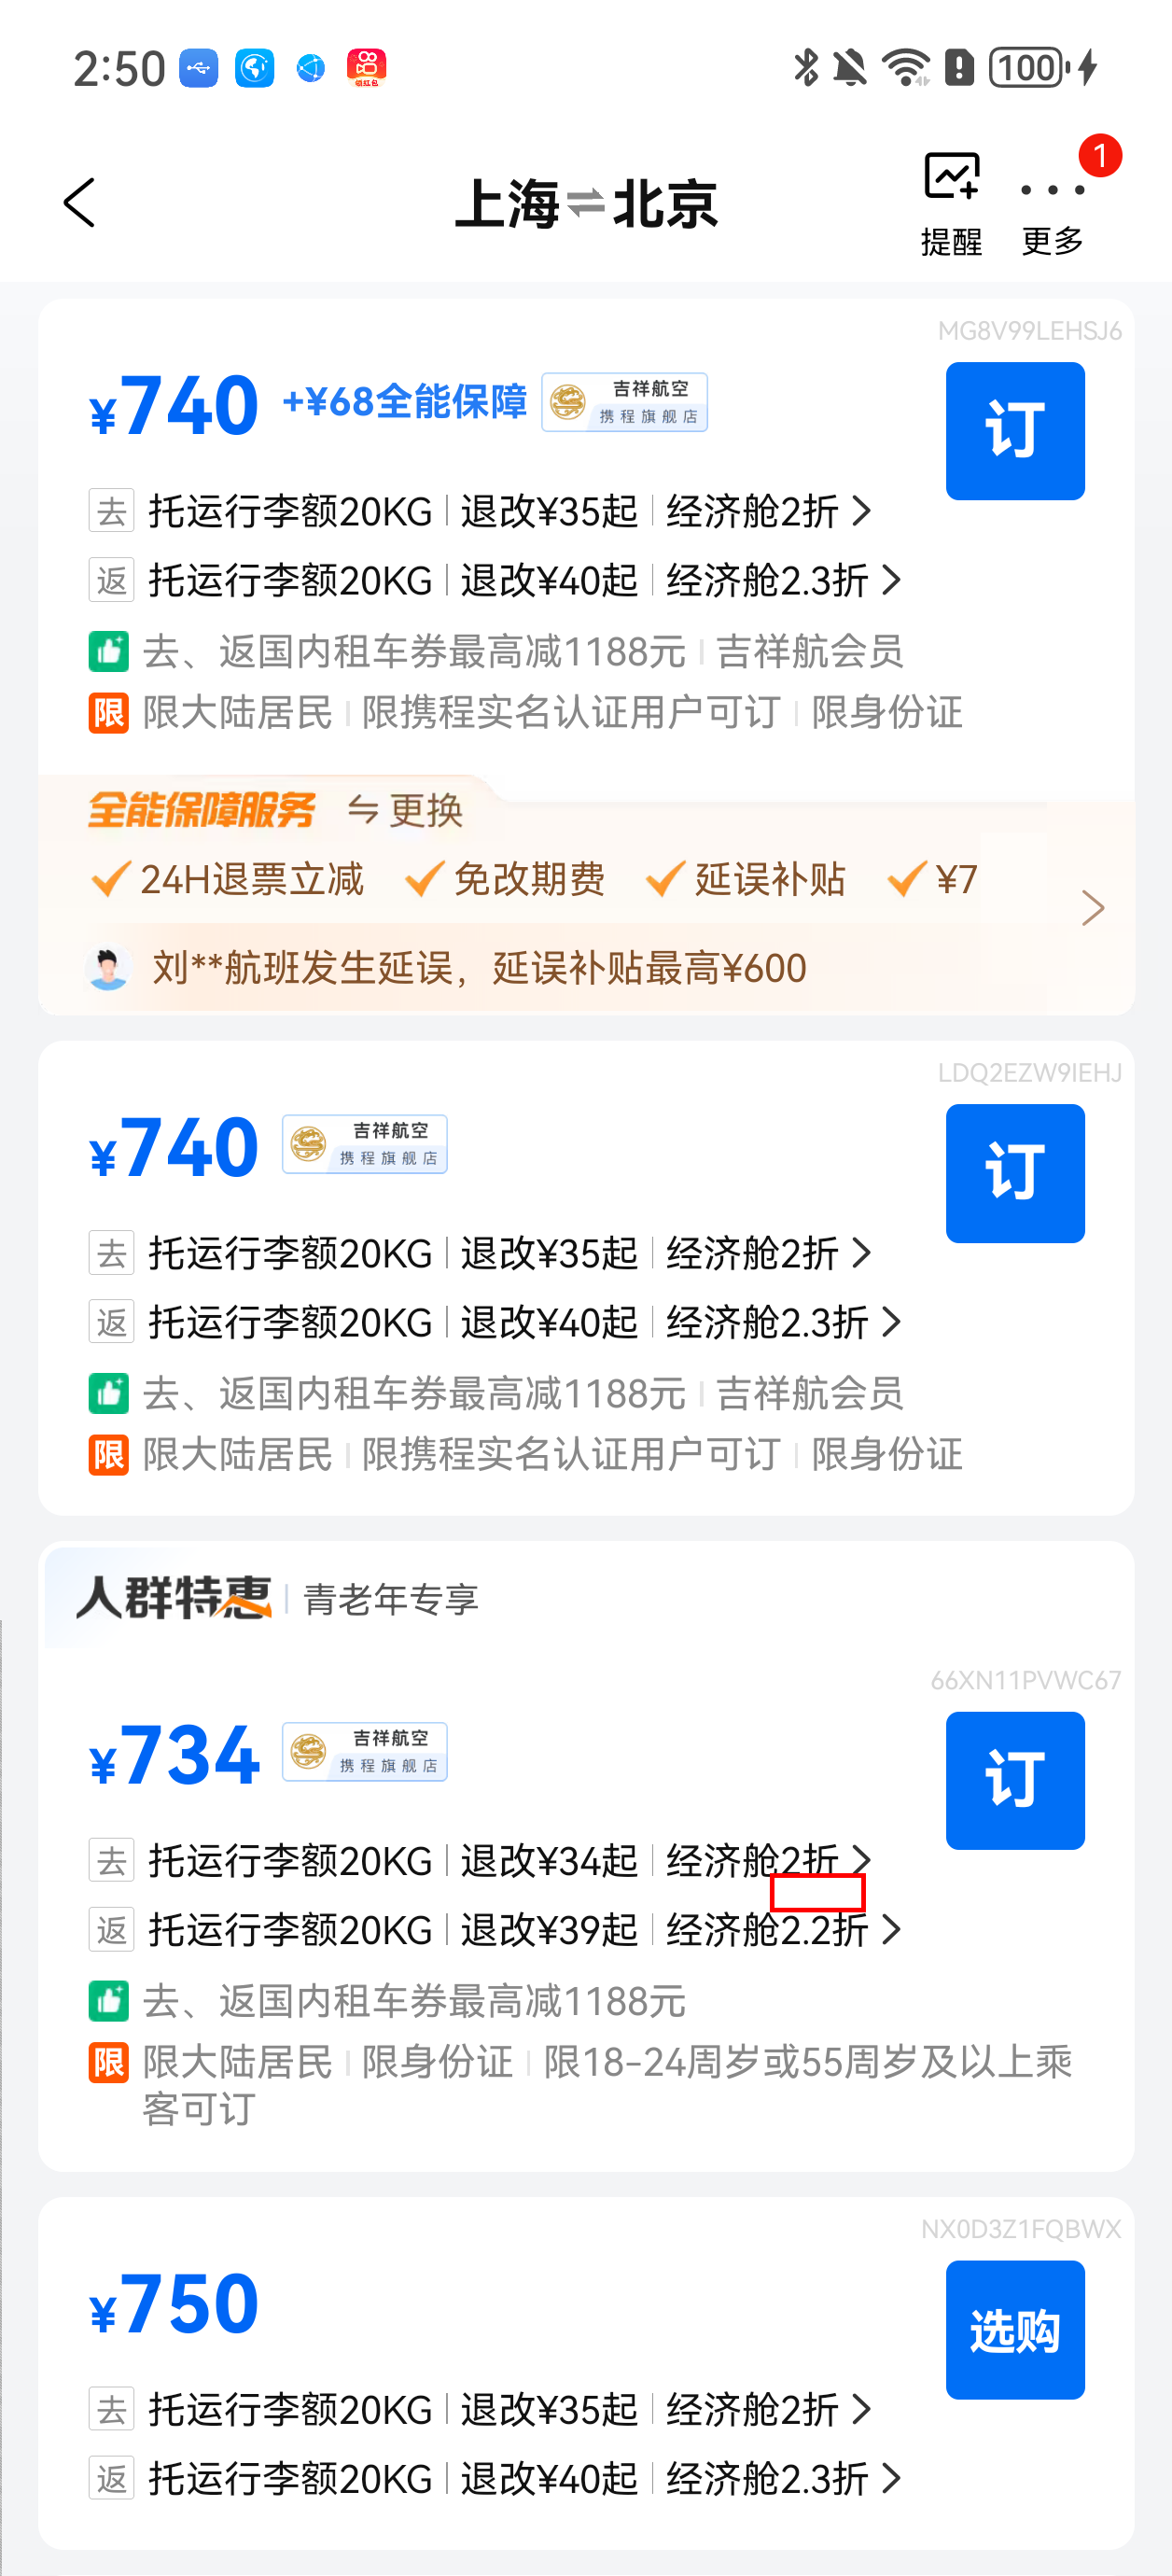 2:50 100
上海⇌北京
提醒 更多 1
MG8V99LEHSJ6
¥740 +¥68全能保障 吉祥航空 携程旗舰店 订
去 托运行李额20KG 退改¥35起 经济舱2折
返 托运行李额20KG 退改¥40起 经济舱2.3折
去、返国内租车券最高减1188元 吉祥航会员
限 限大陆居民 限携程实名认证用户可订 限身份证
全能保障服务 ⇋更换
24H退票立减 免改期费 延误补贴 ¥7
刘**航班发生延误，延误补贴最高¥600
LDQ2EZW9IEHJ
¥740 吉祥航空 携程旗舰店 订
去 托运行李额20KG 退改¥35起 经济舱2折
返 托运行李额20KG 退改¥40起 经济舱2.3折
去、返国内租车券最高减1188元 吉祥航会员
限 限大陆居民 限携程实名认证用户可订 限身份证
人群特惠 青老年专享
66XN11PVWC67
¥734 吉祥航空 携程旗舰店 订
去 托运行李额20KG 退改¥34起 经济舱2折
返 托运行李额20KG 退改¥39起 经济舱2.2折
去、返国内租车券最高减1188元
限 限大陆居民 限身份证 限18-24周岁或55周岁及以上乘
客可订
NX0D3Z1FQBWX
¥750 选购
去 托运行李额20KG 退改¥35起 经济舱2折
返 托运行李额20KG 退改¥40起 经济舱2.3折